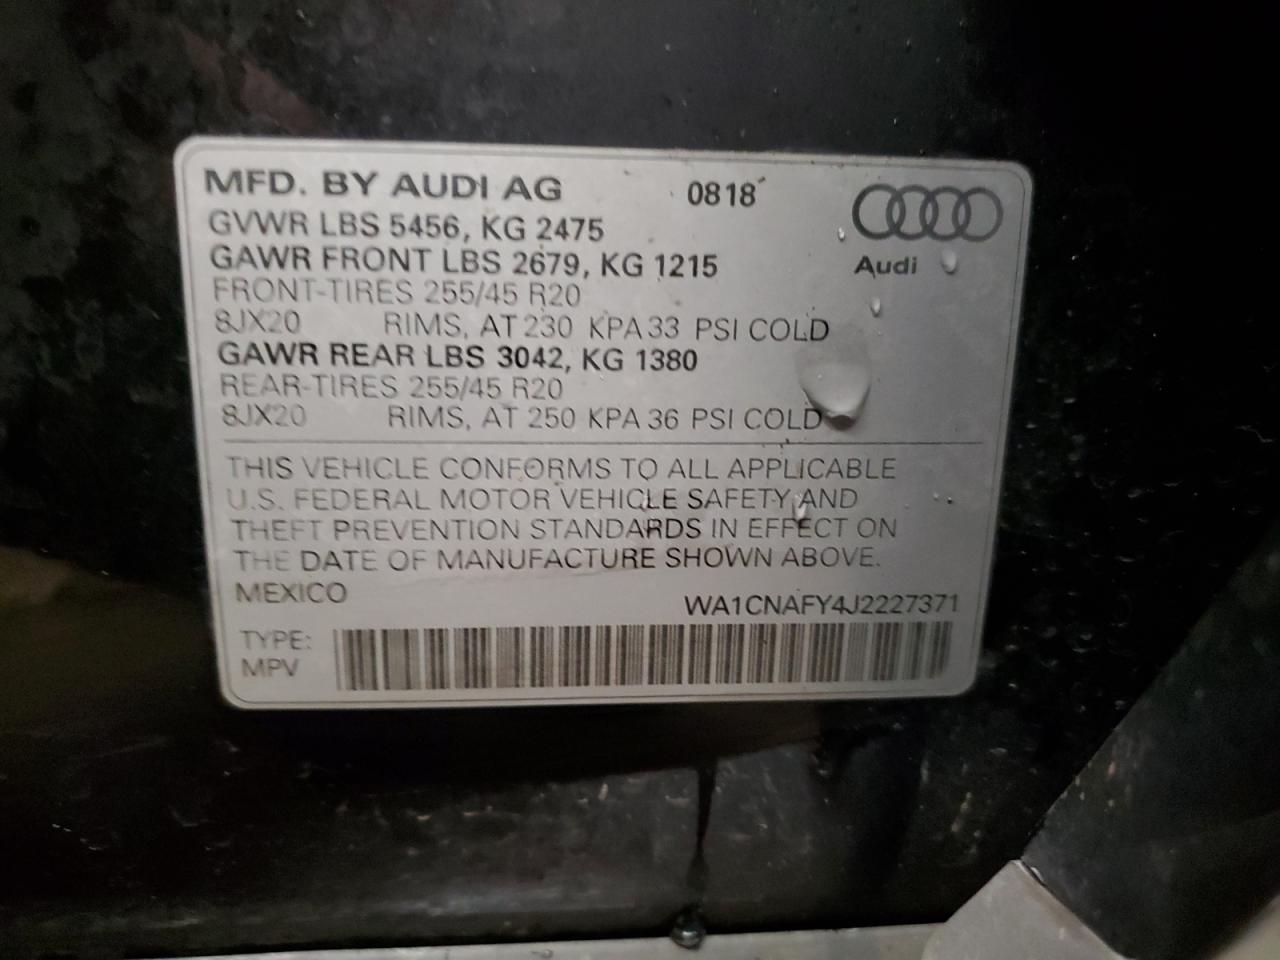 MFD. BY AUDI AG 0818
GVWR LBS 5456, KG 2475
GAWR FRONT LBS 2679, KG 1215
Audi
FRONT-TIRES 255/45 R20
8JX20 RIMS, AT 230 KPA 33 PSI COLD
GAWR REAR LBS 3042, KG 1380
REAR-TIRES 255/45 R20
8JX20 RIMS, AT 250 KPA 36 PSI COLD
THIS VEHICLE CONFORMS TO ALL APPLICABLE
U.S. FEDERAL MOTOR VEHICLE SAFETY AND
THEFT PREVENTION STANDARDS IN EFFECT ON
THE DATE OF MANUFACTURE SHOWN ABOVE.
MEXICO WA1CNAFY4J2227371
TYPE:
MPV